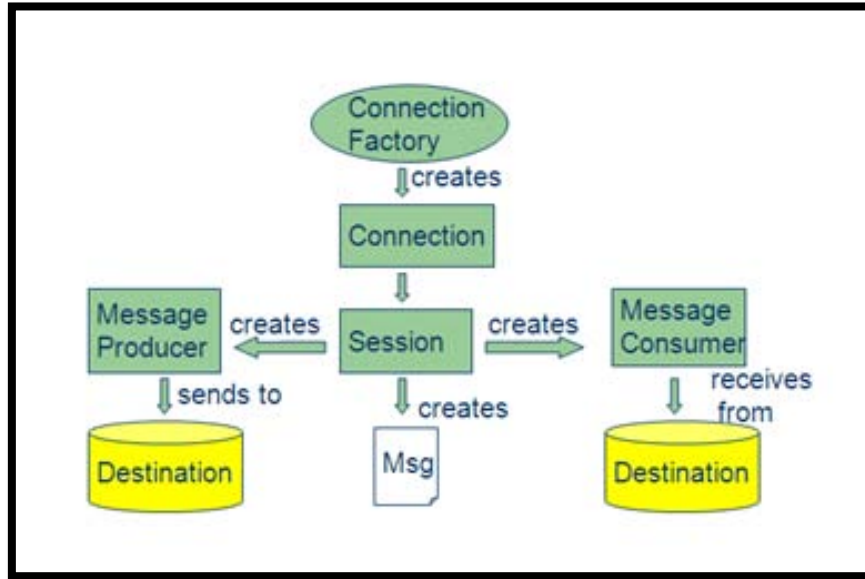 Connection
Factory
creates
Connection
Message
Producer
creates
Session
creates
Message
Consumer
sends to
creates
receives
from
Destination
Msg
Destination